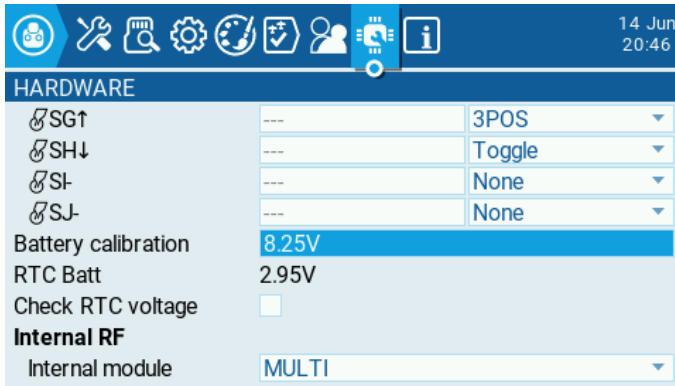 14 Jun
20:46
HARDWARE
SG↑ --- 3POS
SH↓ --- Toggle
SI- --- None
SJ- --- None
Battery calibration 8.25V
RTC Batt 2.95V
Check RTC voltage
Internal RF
Internal module MULTI